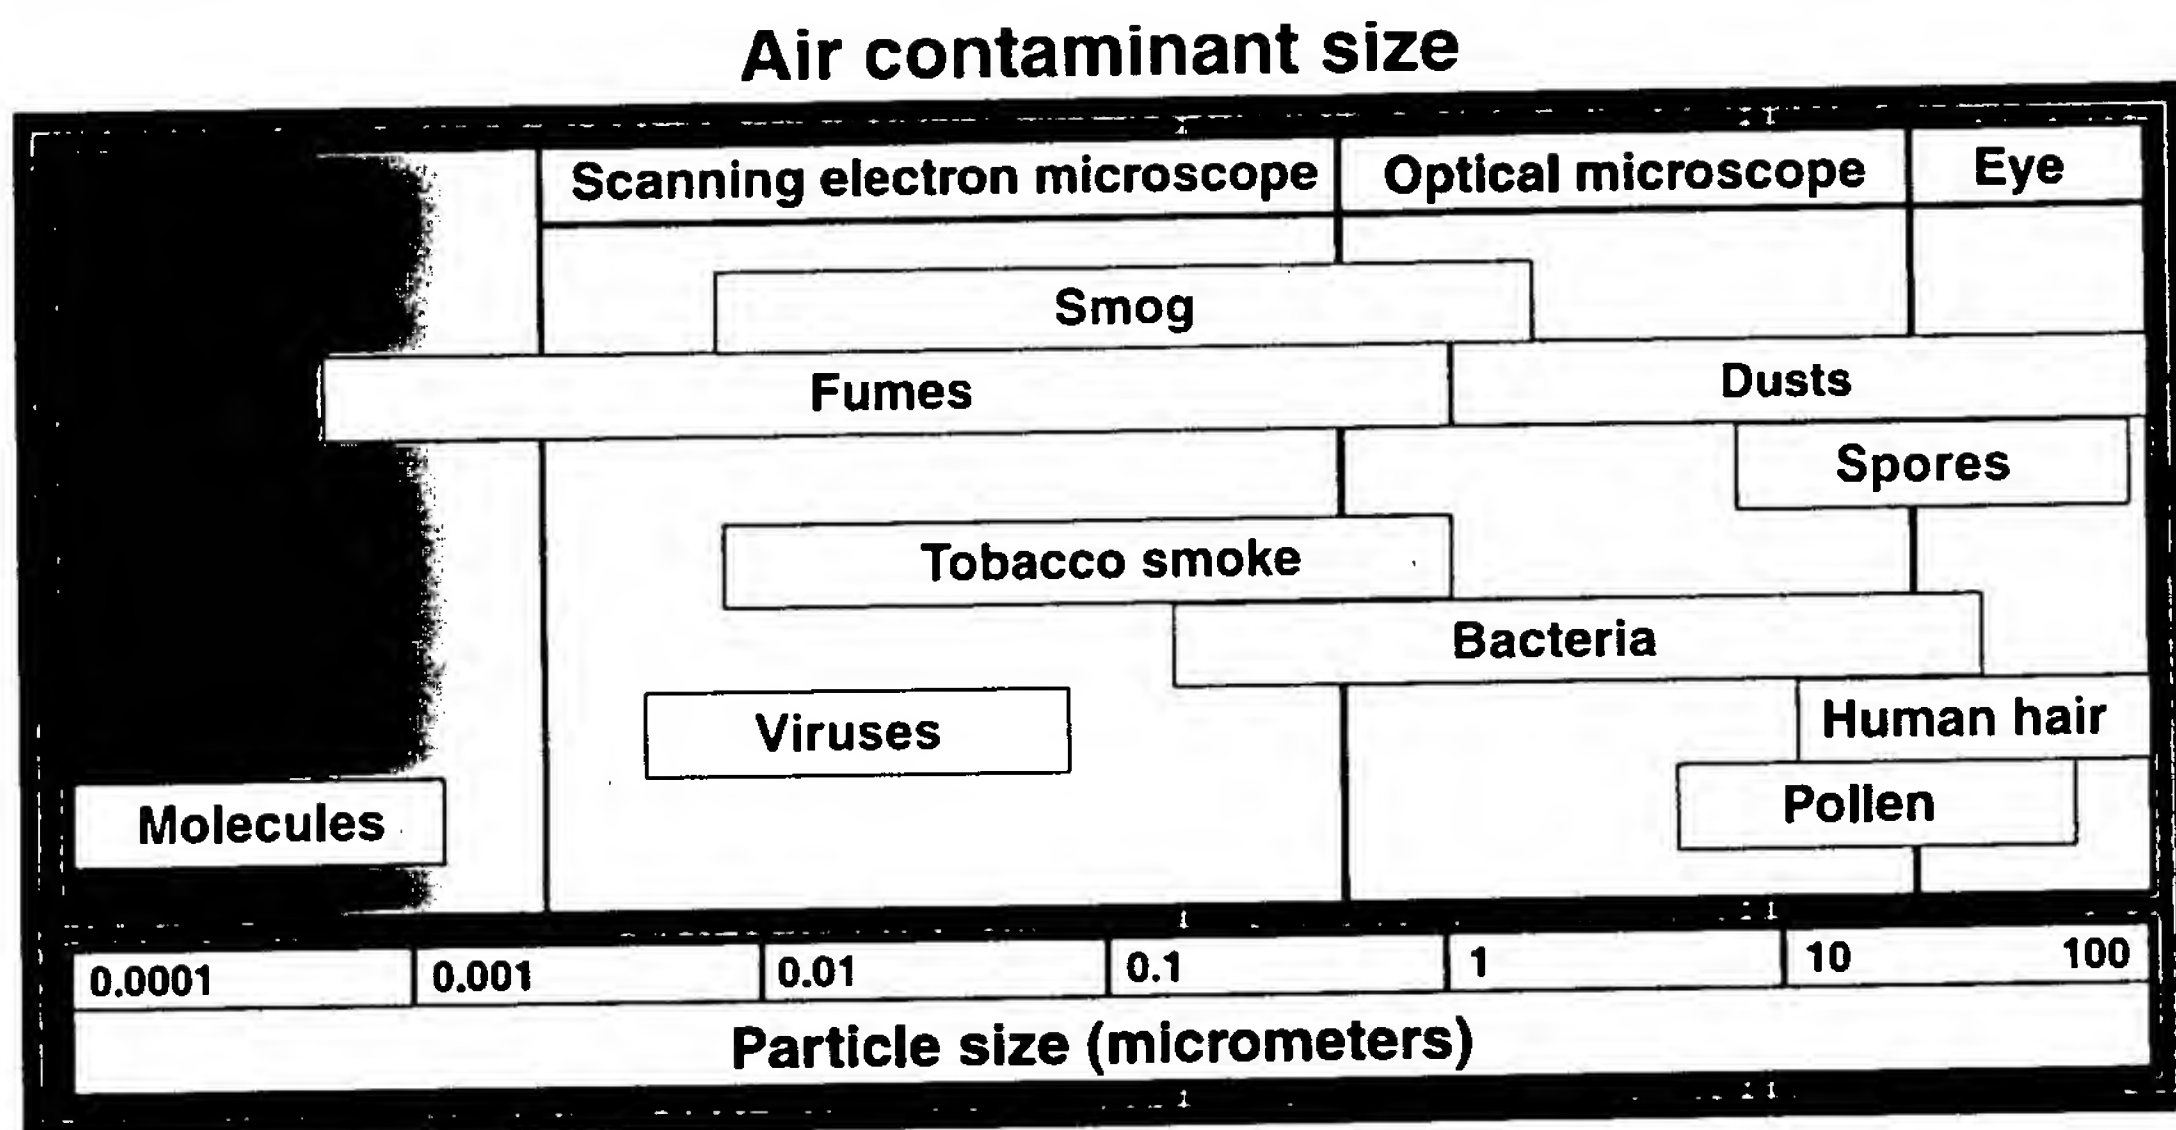 Air contaminant size
Scanning electron microscope Optical microscope Eye
Smog
Fumes Dusts
Spores
Tobacco smoke
Bacteria
Viruses Human hair
Molecules Pollen
0.0001 0.001 0.01 0.1 1 10 100
Particle size (micrometers)